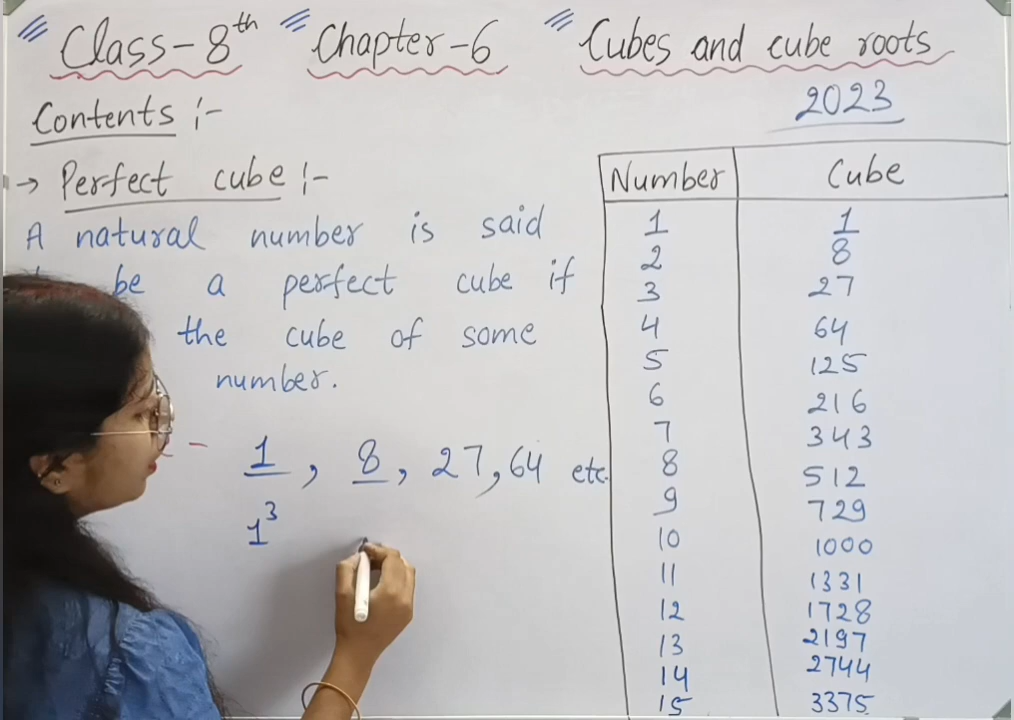 Class-8th Chapter-6 Cubes and cube roots
2023
Contents :-
→ Perfect cube :-
A natural number is said
be a perfect cube if
the cube of some
number.
1, 8, 27, 64 etc.
1³
Number Cube
1 1
2 8
3 27
4 64
5 125
6 216
7 343
8 512
9 729
10 1000
11 1331
12 1728
13 2197
14 2744
15 3375